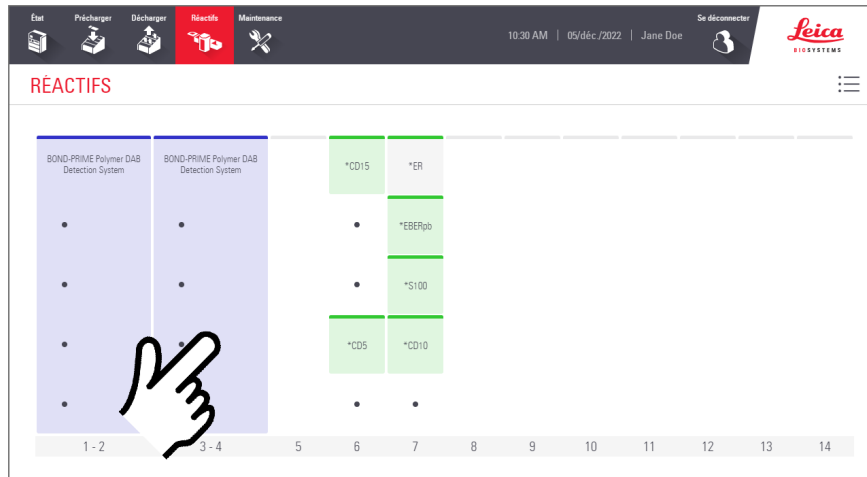 État Précharger Décharger Réactifs Maintenance
10:30 AM | 05/déc./2022 | Jane Doe
Se déconnecter
Leica
BIOSYSTEMS
RÉACTIFS
BOND-PRIME Polymer DAB
Detection System
BOND-PRIME Polymer DAB
Detection System
*CD15 *ER
*EBERpb
*S100
*CD5 *CD10
1 - 2 3 - 4 5 6 7 8 9 10 11 12 13 14